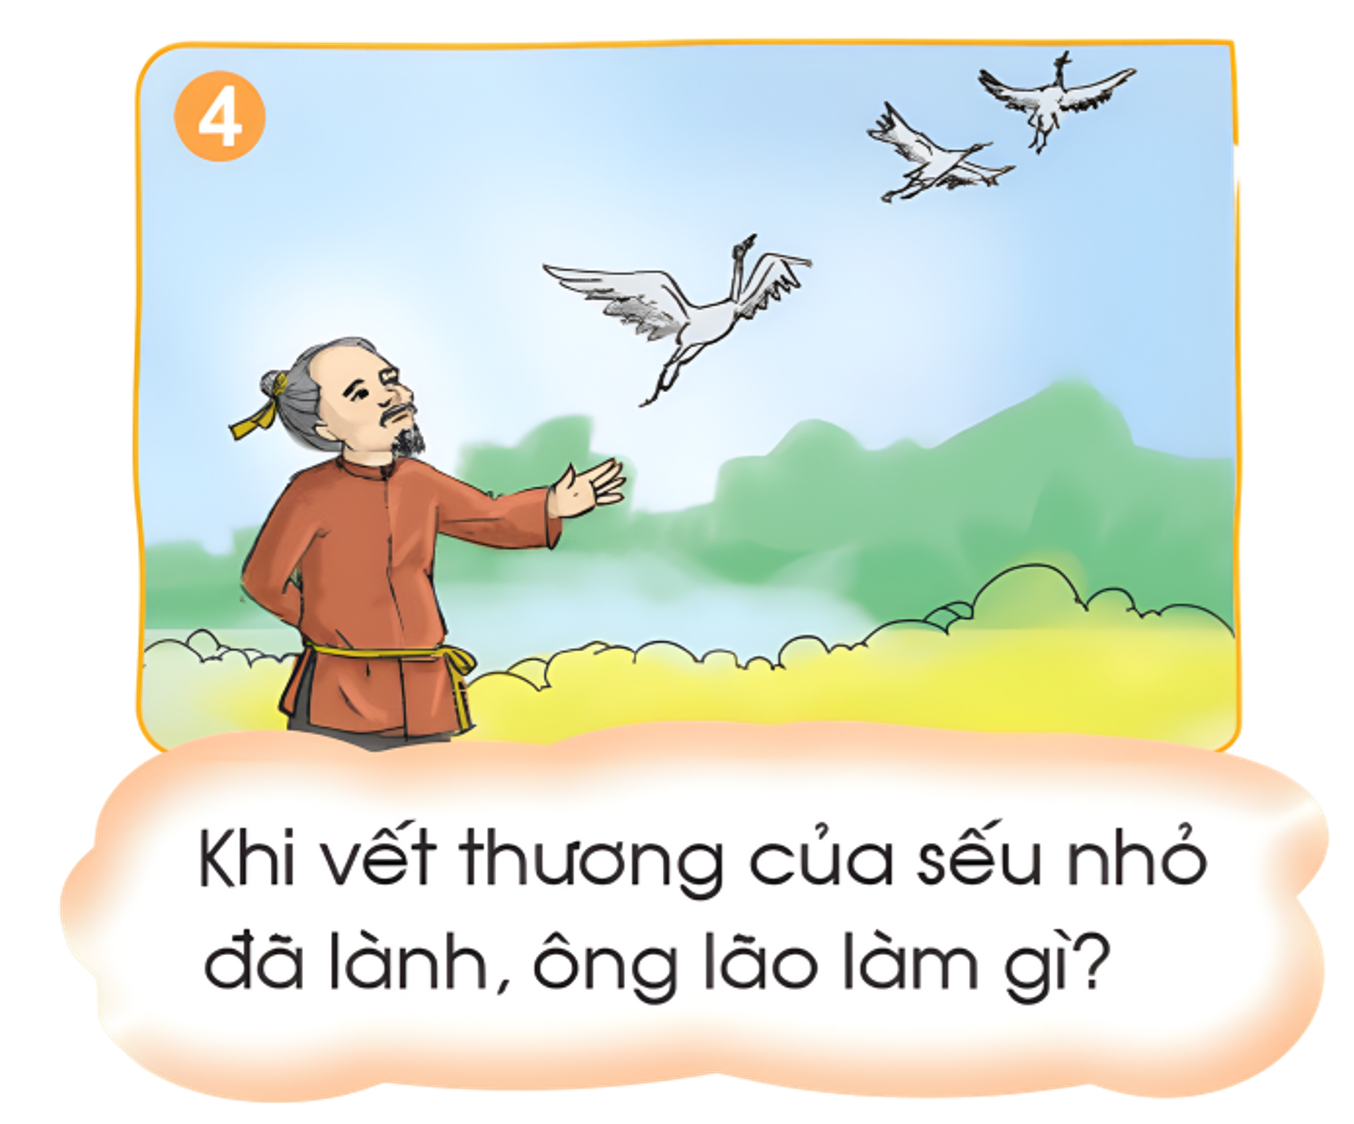 4
Khi vết thương của sếu nhỏ
đã lành, ông lão làm gì?